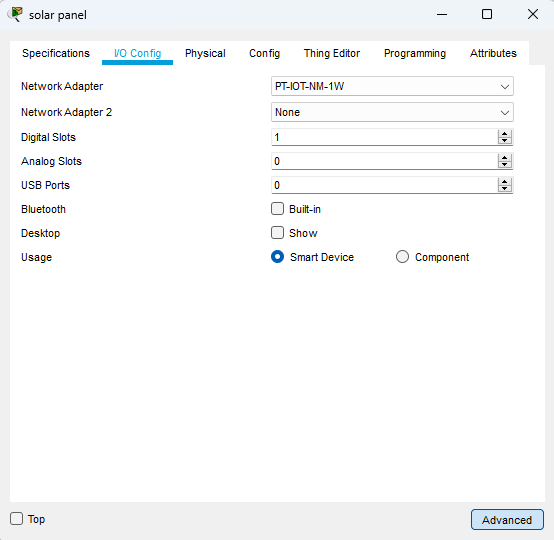 solar panel
Specifications I/O Config Physical Config Thing Editor Programming Attributes
Network Adapter PT-IOT-NM-1W
Network Adapter 2 None
Digital Slots 1
Analog Slots 0
USB Ports 0
Bluetooth Built-in
Desktop Show
Usage Smart Device Component
Top Advanced